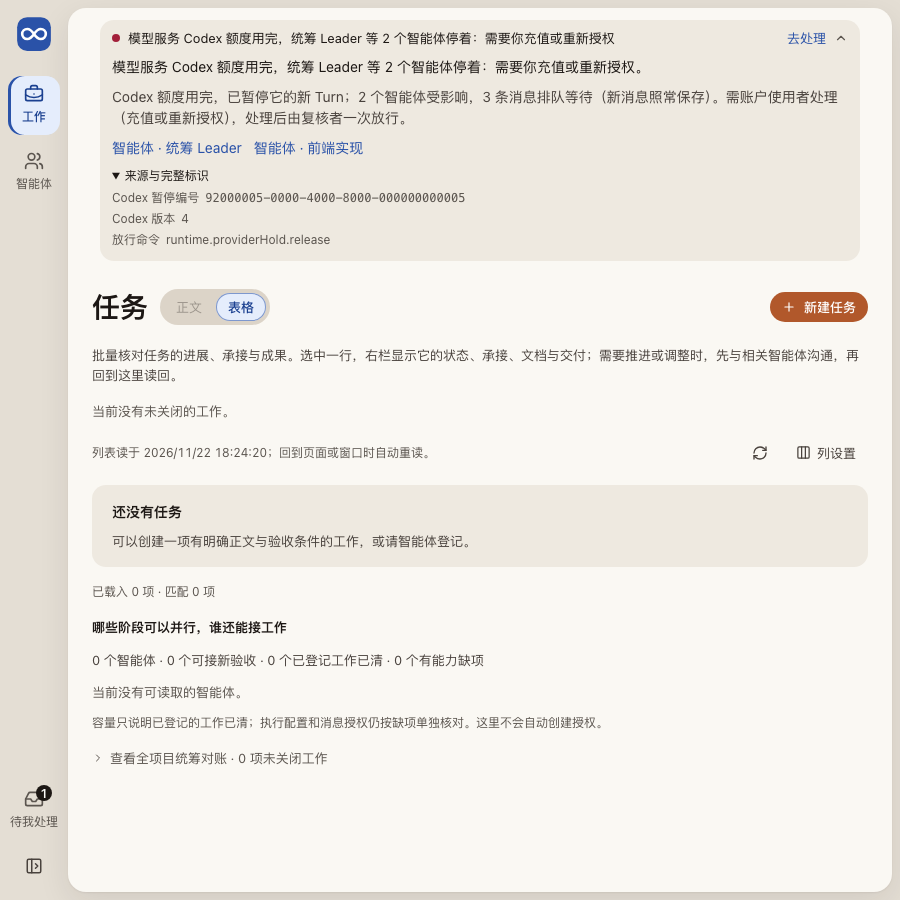 模型服务 Codex 额度用完，统筹 Leader 等 2 个智能体停着：需要你充值或重新授权
去处理
模型服务 Codex 额度用完，统筹 Leader 等 2 个智能体停着：需要你充值或重新授权。
Codex 额度用完，已暂停它的新 Turn；2 个智能体受影响，3 条消息排队等待（新消息照常保存）。需账户使用者处理
（充值或重新授权），处理后由复核者一次放行。
智能体 · 统筹 Leader 智能体 · 前端实现
来源与完整标识
Codex 暂停编号 92000005-0000-4000-8000-000000000005
Codex 版本 4
放行命令 runtime.providerHold.release
工作
智能体
任务
正文 表格
新建任务
批量核对任务的进展、承接与成果。选中一行，右栏显示它的状态、承接、文档与交付；需要推进或调整时，先与相关智能体沟通，再
回到这里读回。
当前没有未关闭的工作。
列表读于 2026/11/22 18:24:20；回到页面或窗口时自动重读。
列设置
还没有任务
可以创建一项有明确正文与验收条件的工作，或请智能体登记。
已载入 0 项 · 匹配 0 项
哪些阶段可以并行，谁还能接工作
0 个智能体 · 0 个可接新验收 · 0 个已登记工作已清 · 0 个有能力缺项
当前没有可读取的智能体。
容量只说明已登记的工作已清；执行配置和消息授权仍按缺项单独核对。这里不会自动创建授权。
查看全项目统筹对账 · 0 项未关闭工作
1
待我处理